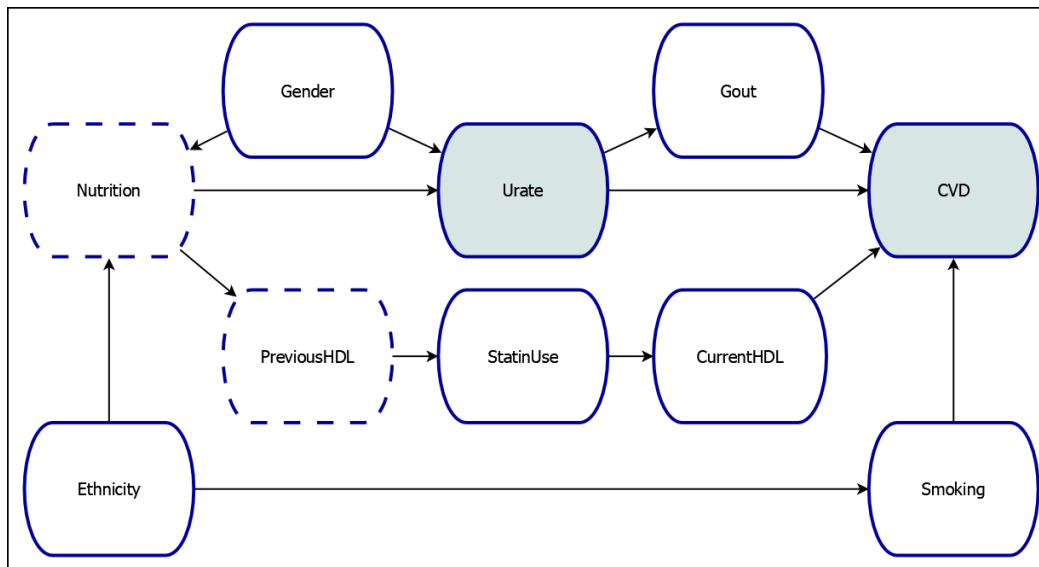 Gender
Gout
Nutrition
Urate
CVD
PreviousHDL
StatinUse
CurrentHDL
Ethnicity
Smoking